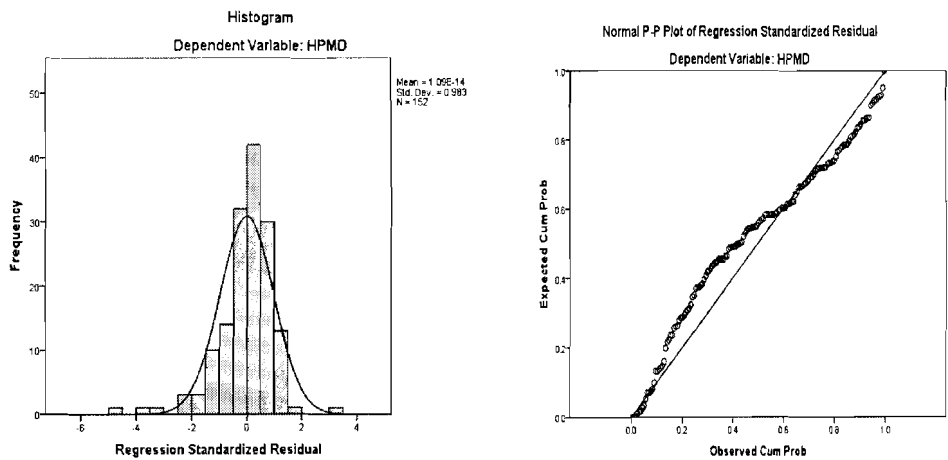 Histogram
Dependent Variable: HPMD
Mean = 1.09E-14
Std. Dev. = 0.983
N = 152
Frequency
50
40
30
20
10
0
-6
-4
-2
0
2
4
Regression Standardized Residual
Normal P-P Plot of Regression Standardized Residual
Dependent Variable: HPMD
Expected Cum Prob
1.0
0.8
0.6
0.4
0.2
0.0
0.0
0.2
0.4
0.6
0.8
1.0
Observed Cum Prob